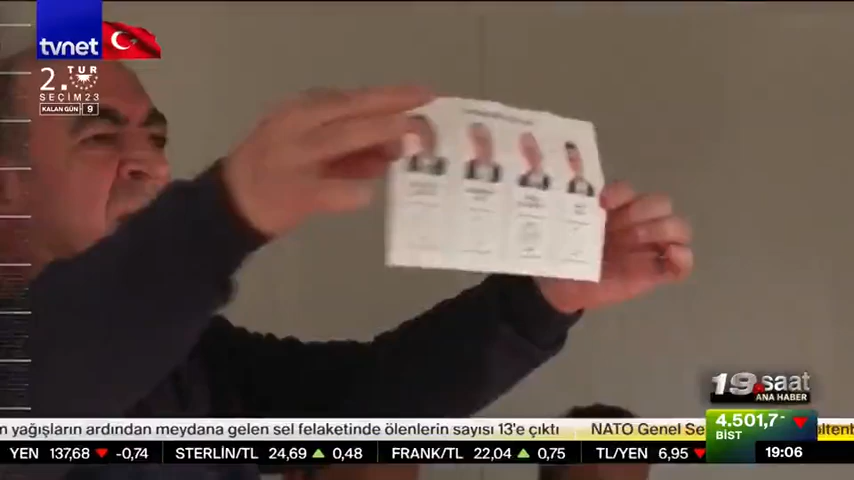 tvnet
2. TUR
SEÇİM23
KALAN GÜN 9
19.saat
ANA HABER
yağışların ardından meydana gelen sel felaketinde ölenlerin sayısı 13'e çıktı NATO Genel
4.501,7
BİST
YEN 137,68 -0,74 STERLİN/TL 24,69 0,48 FRANK/TL 22,04 0,75 TL/YEN 6,95
19:06